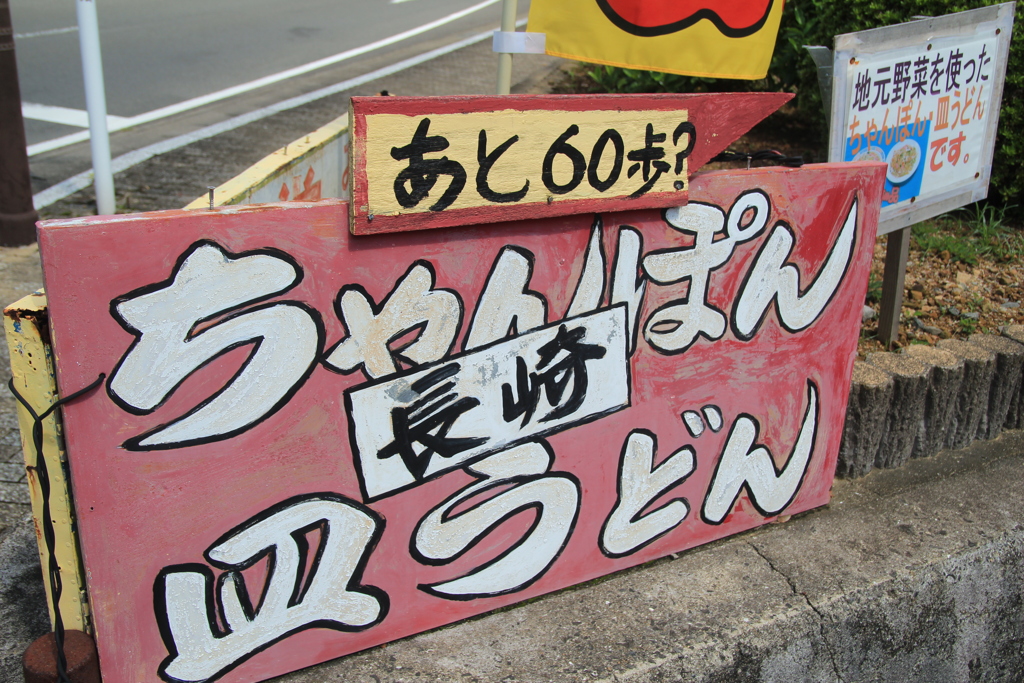 あと60歩?
ちゃんぽん
長崎
皿うどん
地元野菜を使った
ちゃんぽん・皿うどん
です。